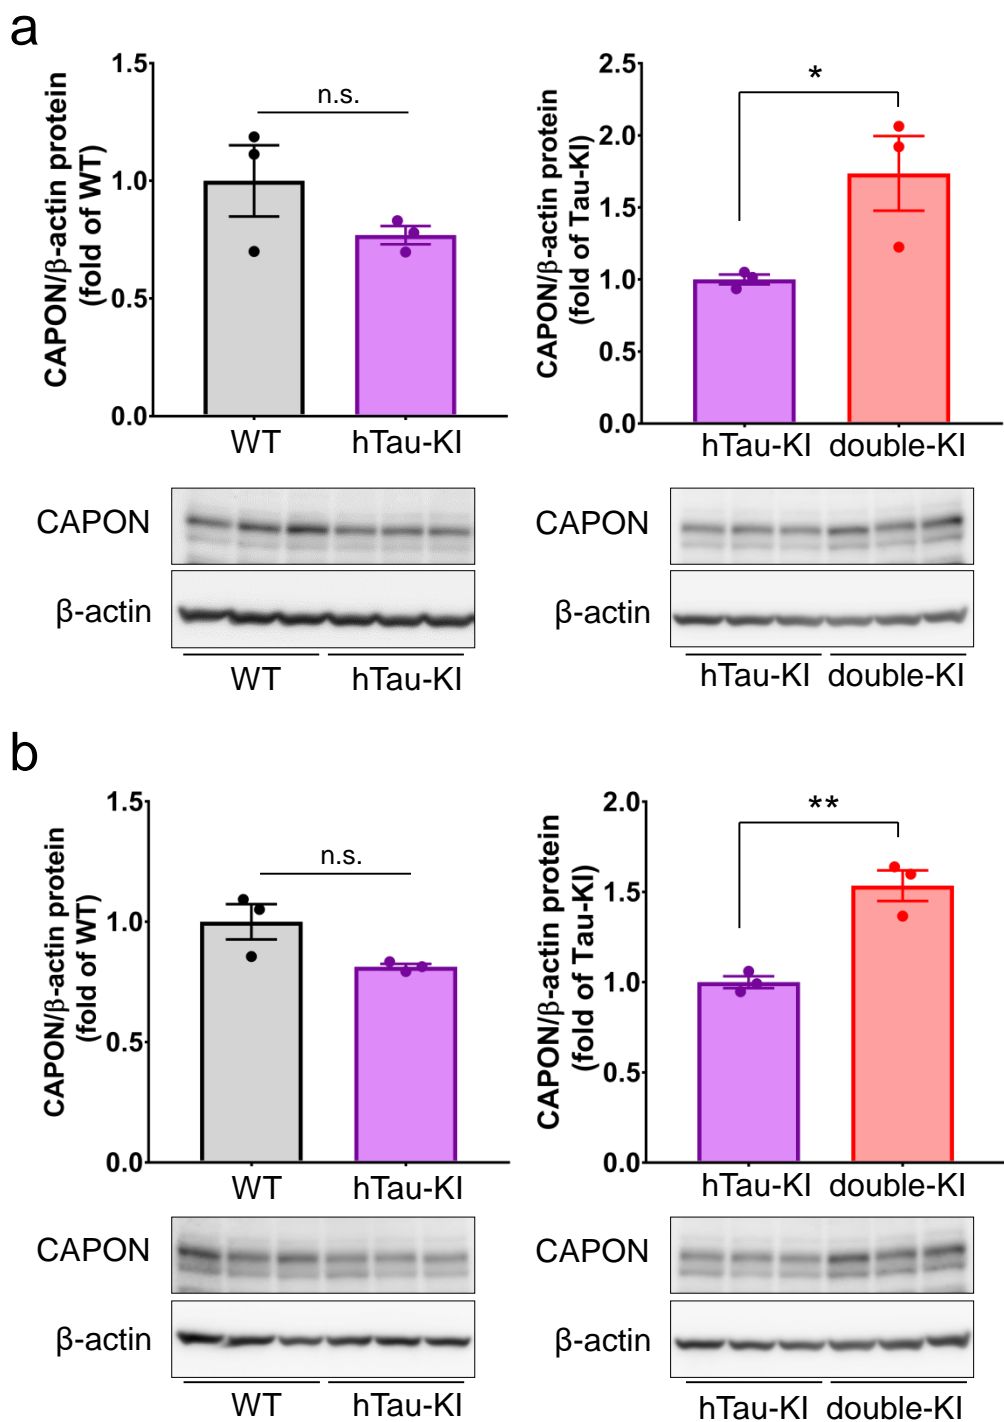 a
CAPON/β-actin protein
(fold of WT)
1.5
1.0
0.5
0.0
n.s.
WT hTau-KI
CAPON/β-actin protein
(fold of Tau-KI)
2.5
2.0
1.5
1.0
0.5
0.0
*
hTau-KI double-KI
CAPON
β-actin
WT hTau-KI
CAPON
β-actin
hTau-KI double-KI
b
CAPON/β-actin protein
(fold of WT)
1.5
1.0
0.5
0.0
n.s.
WT hTau-KI
CAPON/β-actin protein
(fold of Tau-KI)
2.0
1.5
1.0
0.5
0.0
**
hTau-KI double-KI
CAPON
β-actin
WT hTau-KI
CAPON
β-actin
hTau-KI double-KI